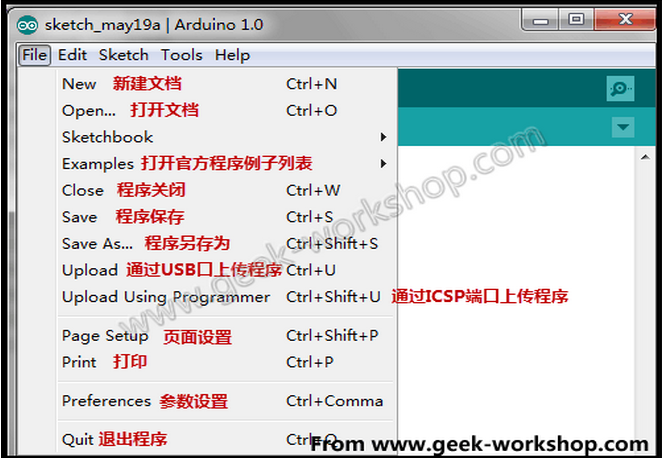 sketch_may19a | Arduino 1.0
File Edit Sketch Tools Help
New 新建文档 Ctrl+N
Open... 打开文档 Ctrl+O
Sketchbook
Examples 打开官方程序例子列表
Close 程序关闭 Ctrl+W
Save 程序保存 Ctrl+S
Save As... 程序另存为 Ctrl+Shift+S
Upload 通过USB口上传程序 Ctrl+U
Upload Using Programmer Ctrl+Shift+U 通过ICSP端口上传程序
Page Setup 页面设置 Ctrl+Shift+P
Print 打印 Ctrl+P
Preferences 参数设置 Ctrl+Comma
Quit 退出程序 Ctrl+Q
From www.geek-workshop.com
www.geek-workshop.com